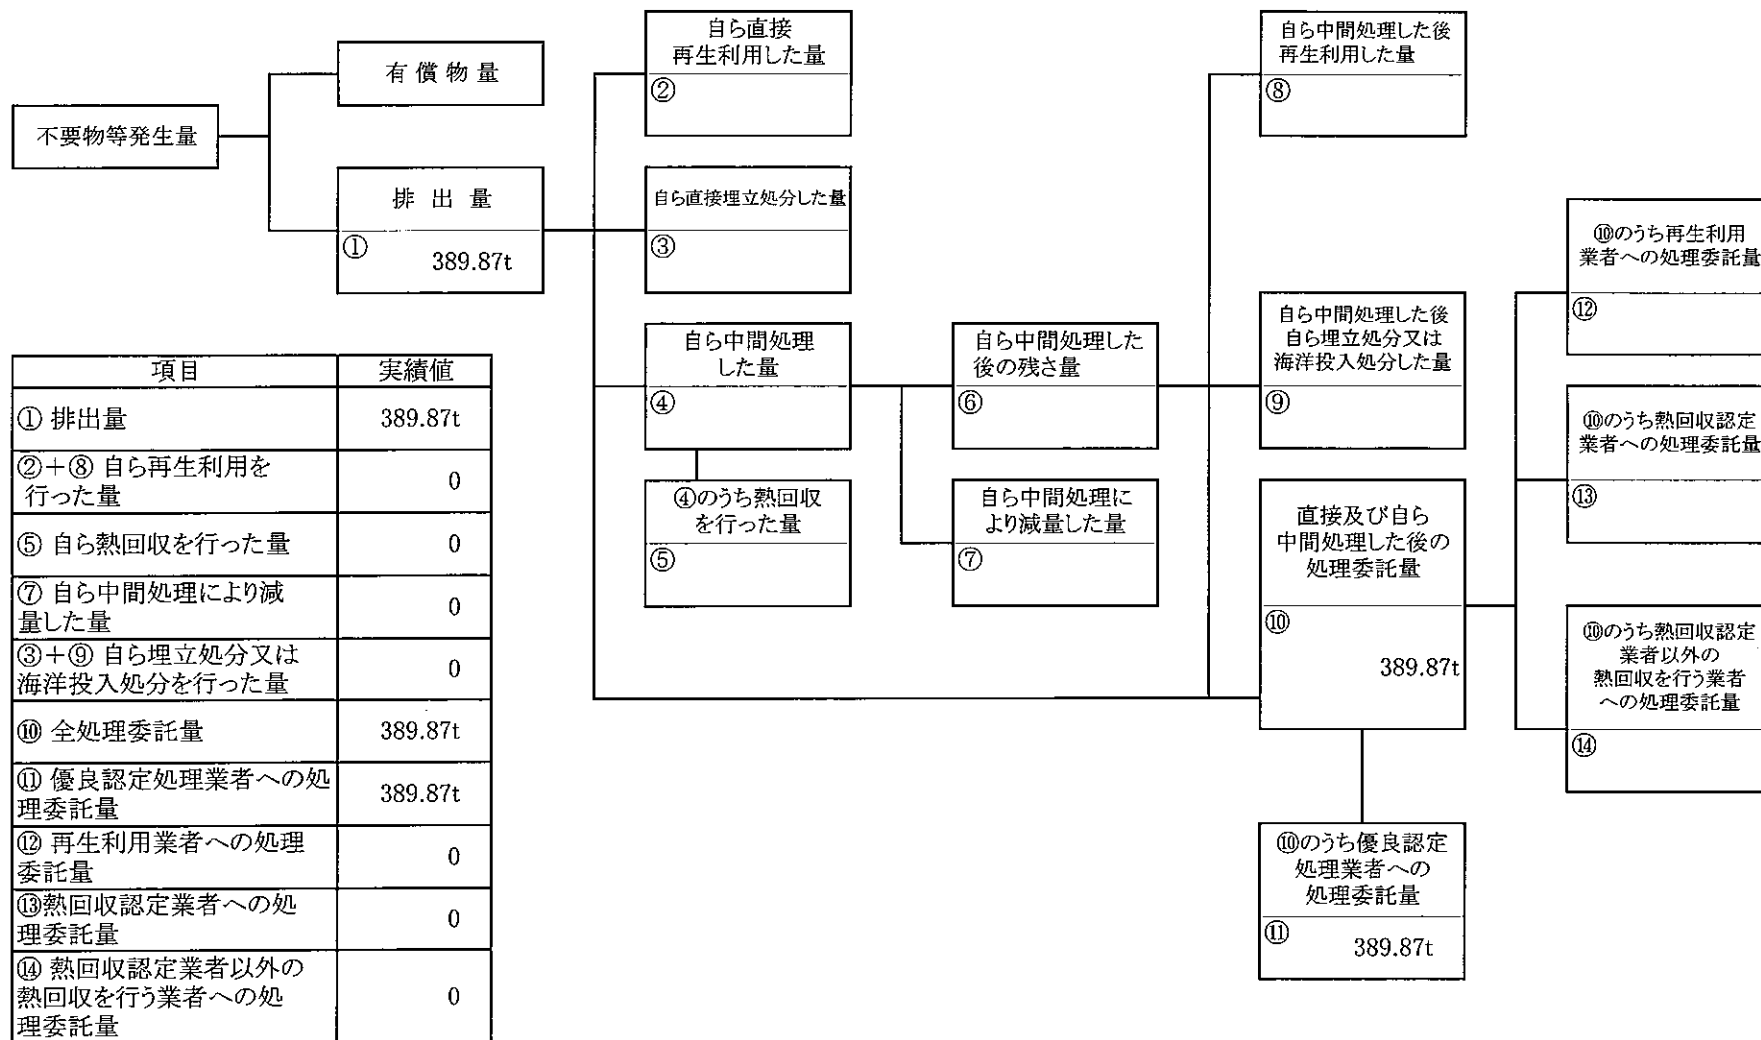 不要物等発生量
有償物量
排出量
①
389.87t
自ら直接
再生利用した量
②
自ら直接埋立処分した量
③
自ら中間処理
した量
④
④のうち熱回収
を行った量
⑤
自ら中間処理した
後の残さ量
⑥
自ら中間処理に
より減量した量
⑦
自ら中間処理した後
再生利用した量
⑧
自ら中間処理した後
自ら埋立処分又は
海洋投入処分した量
⑨
直接及び自ら
中間処理した後の
処理委託量
⑩
389.87t
⑩のうち優良認定
処理業者への
処理委託量
⑪
389.87t
⑩のうち再生利用
業者への処理委託量
⑫
⑩のうち熱回収認定
業者への処理委託量
⑬
⑩のうち熱回収認定
業者以外の
熱回収を行う業者
への処理委託量
⑭
項目 実績値
① 排出量 389.87t
②+⑧ 自ら再生利用を
行った量 0
⑤ 自ら熱回収を行った量 0
⑦ 自ら中間処理により減
量した量 0
③+⑨ 自ら埋立処分又は
海洋投入処分を行った量 0
⑩ 全処理委託量 389.87t
⑪ 優良認定処理業者への処
理委託量 389.87t
⑫ 再生利用業者への処理
委託量 0
⑬熱回収認定業者への処
理委託量 0
⑭ 熱回収認定業者以外の
熱回収を行う業者への処
理委託量 0